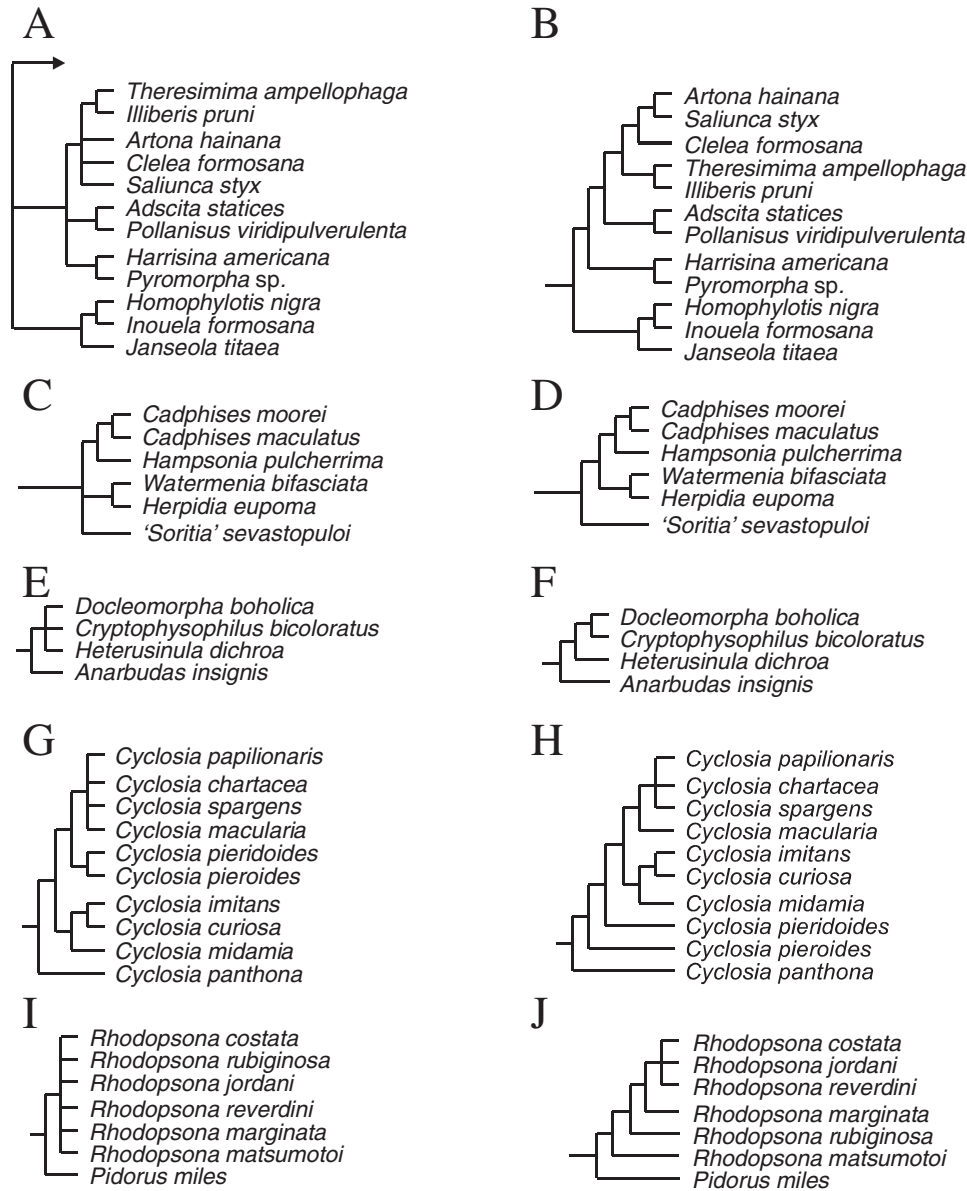 A
Theresimima ampellophaga
Illiberis pruni
Artona hainana
Clelea formosana
Saliunca styx
Adscita statices
Pollanisus viridipulverulenta
Harrisina americana
Pyromorpha sp.
Homophylotis nigra
Inouela formosana
Janseola titaea
B
Artona hainana
Saliunca styx
Clelea formosana
Theresimima ampellophaga
Illiberis pruni
Adscita statices
Pollanisus viridipulverulenta
Harrisina americana
Pyromorpha sp.
Homophylotis nigra
Inouela formosana
Janseola titaea
C
Cadphises moorei
Cadphises maculatus
Hampsonia pulcherrima
Watermenia bifasciata
Herpidia eupoma
‘Soritia’ sevastopuloi
D
Cadphises moorei
Cadphises maculatus
Hampsonia pulcherrima
Watermenia bifasciata
Herpidia eupoma
‘Soritia’ sevastopuloi
E
Docleomorpha boholica
Cryptophysophilus bicoloratus
Heterusinula dichroa
Anarbudas insignis
F
Docleomorpha boholica
Cryptophysophilus bicoloratus
Heterusinula dichroa
Anarbudas insignis
G
Cyclosia papilionaris
Cyclosia chartacea
Cyclosia spargens
Cyclosia macularia
Cyclosia pieridoides
Cyclosia pieroides
Cyclosia imitans
Cyclosia curiosa
Cyclosia midamia
Cyclosia panthona
H
Cyclosia papilionaris
Cyclosia chartacea
Cyclosia spargens
Cyclosia macularia
Cyclosia imitans
Cyclosia curiosa
Cyclosia midamia
Cyclosia pieridoides
Cyclosia pieroides
Cyclosia panthona
I
Rhodopsona costata
Rhodopsona rubiginosa
Rhodopsona jordani
Rhodopsona reverdini
Rhodopsona marginata
Rhodopsona matsumotoi
Pidorus miles
J
Rhodopsona costata
Rhodopsona jordani
Rhodopsona reverdini
Rhodopsona marginata
Rhodopsona rubiginosa
Rhodopsona matsumotoi
Pidorus miles